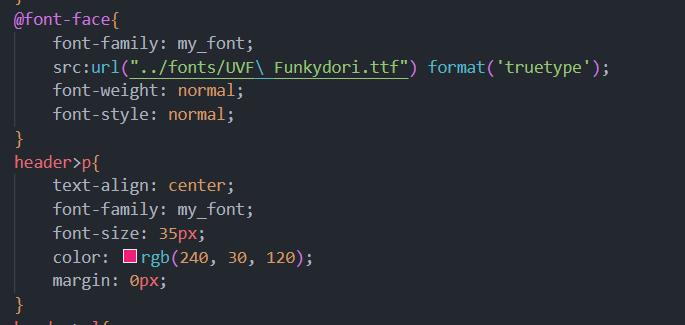 @font-face{
font-family: my_font;
src:url("../fonts/UVF\ Funkydori.ttf") format('truetype');
font-weight: normal;
font-style: normal;
}
header>p{
text-align: center;
font-family: my_font;
font-size: 35px;
color: rgb(240, 30, 120);
margin: 0px;
}